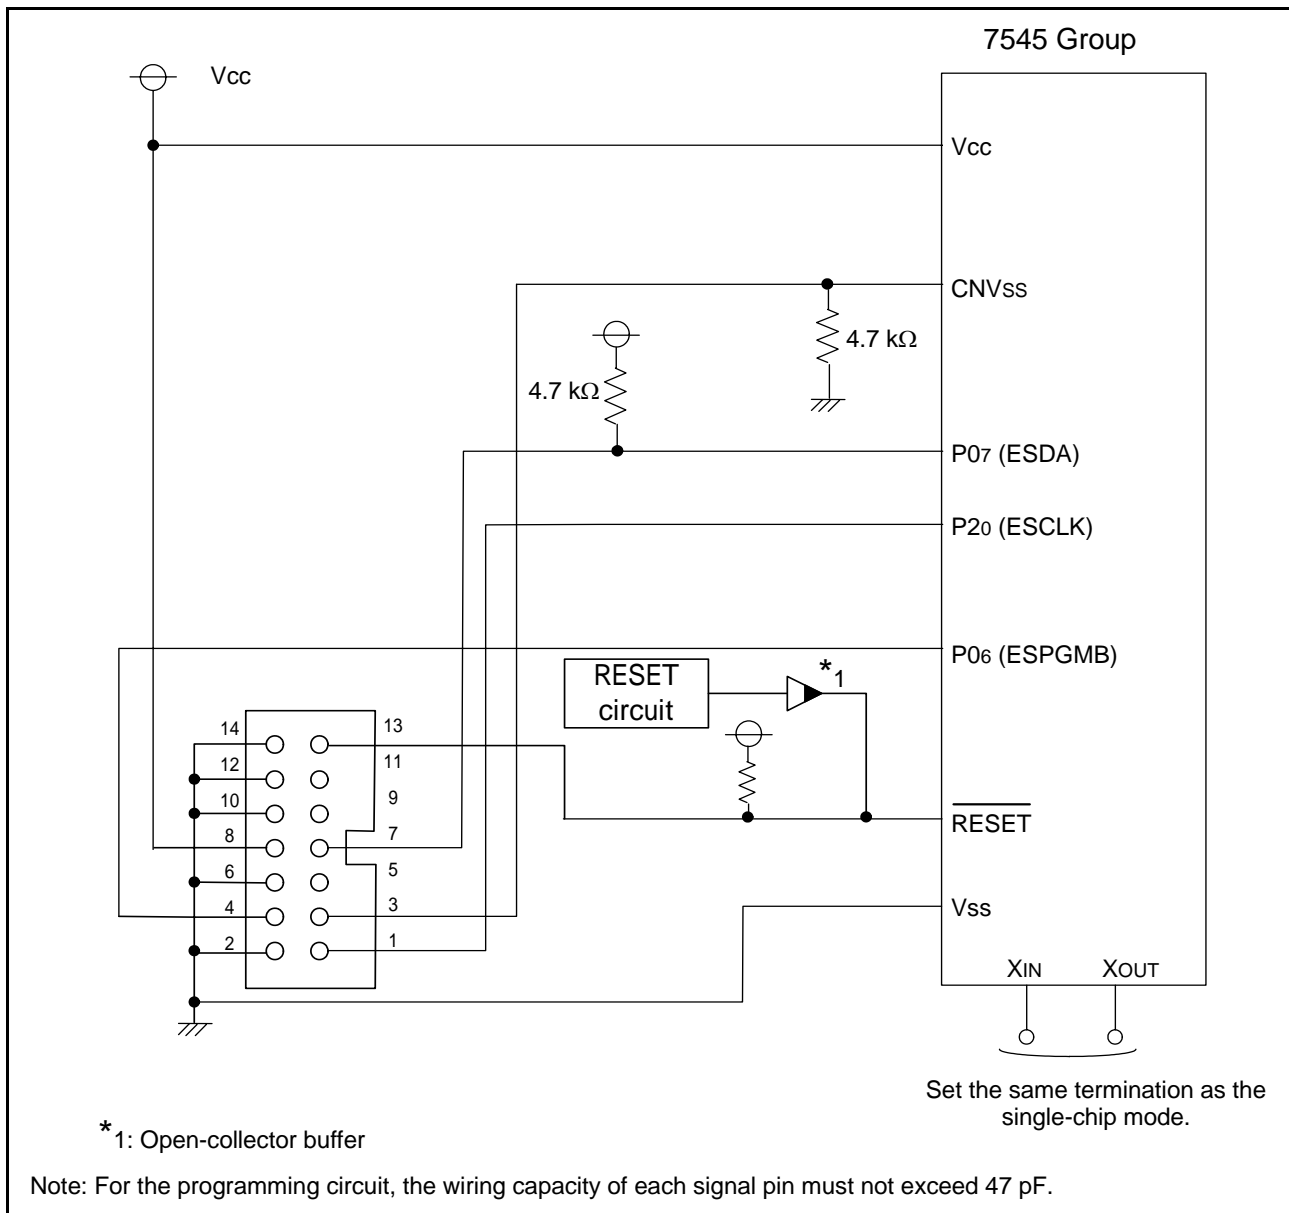 7545 Group
Vcc
Vcc
CNVss
4.7 kΩ
4.7 kΩ
P07 (ESDA)
P20 (ESCLK)
P06 (ESPGMB)
RESET
circuit
*1
14
13
12
11
10
9
8
7
6
5
4
3
2
1
RESET
Vss
XIN
XOUT
Set the same termination as the
single-chip mode.
*1: Open-collector buffer
Note: For the programming circuit, the wiring capacity of each signal pin must not exceed 47 pF.